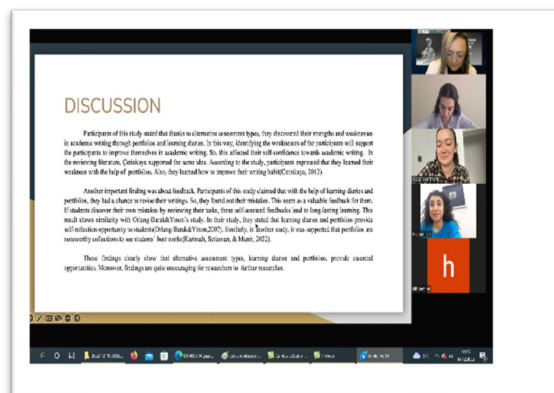 DISCUSSION
Participants of this study stated that thanks to alternative assessment types, they discovered their strengths and weaknesses
in academic writing through portfolios and learning diaries. In this way, identifying the weaknesses of the participants will support
the participants to improve themselves in academic writing. So, this affected their self-confidence towards academic writing. In
the reviewing literature, Çetinkaya supported the same idea. According to the study, participants expressed that they learned their
weakness with the help of portfolios. Also, they learned how to improve their writing habit(Çetinkaya, 2012).
Another important finding was about feedback. Participants of this study claimed that with the help of learning diaries and
portfolios, they had a chance to revise their writings. So, they found out their mistakes. This seem as a valuable feedback for them.
If students discover their own mistakes by reviewing their tasks, these self-assessed feedbacks lead to long-lasting learning. This
result shows similarity with Orland-Barak&Yinon's study. In their study, they stated that learning diaries and portfolios provide
self-reflection opportunity to students(Orlang-Barak&Yinon,2007). Similarly, in another study, it was supported that portfolios are
noteworthy collections to see students' best works(Karimah, Setiawan, & Munir, 2022).
These findings clearly show that alternative assessment types, learning diaries and portfolios, provide essential
opportunities. Moreover, findings are quite encouraging for researchers to further researches.
h